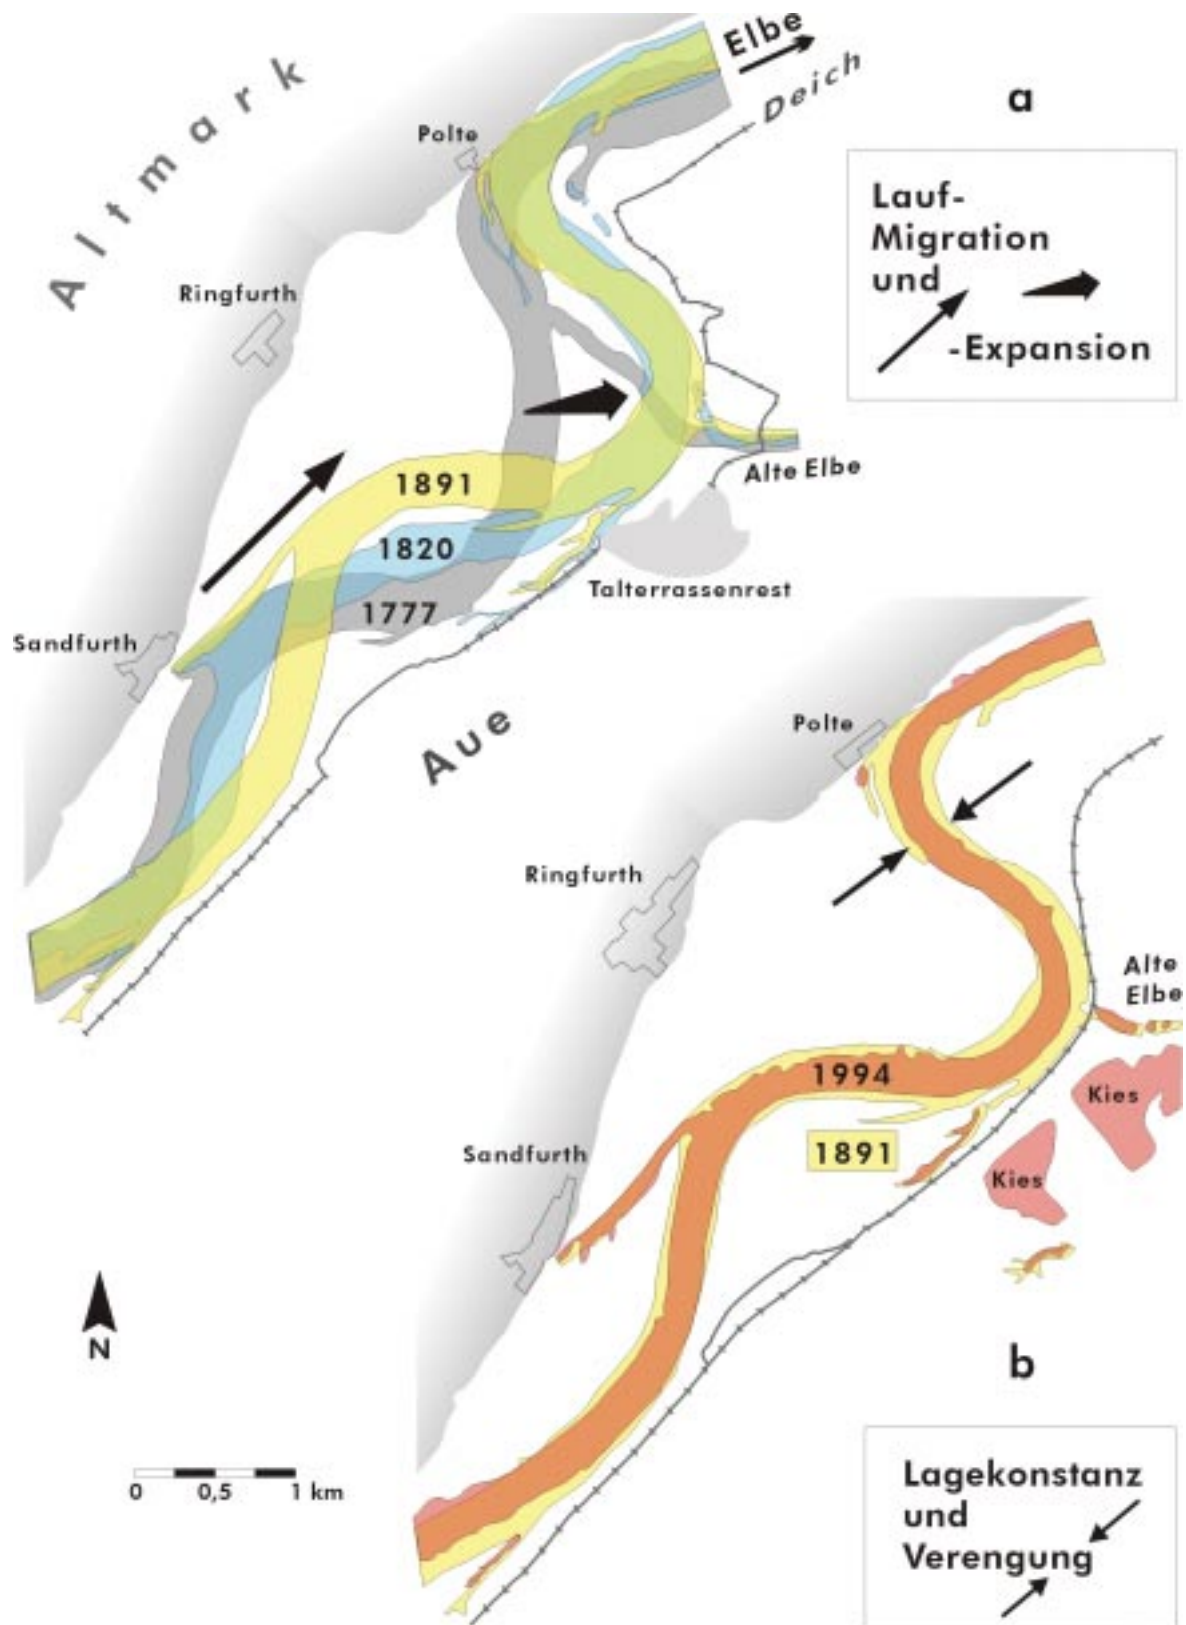 Elbe
Deich
a
Altmark
Polte
Lauf-
Migration
und
-Expansion
Ringfurth
1891
1820
1777
Alte Elbe
Talterrassenrest
Sandfurth
Aue
Polte
Ringfurth
Alte
Elbe
1994
1891
Kies
Kies
Sandfurth
N
b
0 0,5 1 km
Lagekonstanz
und
Verengung